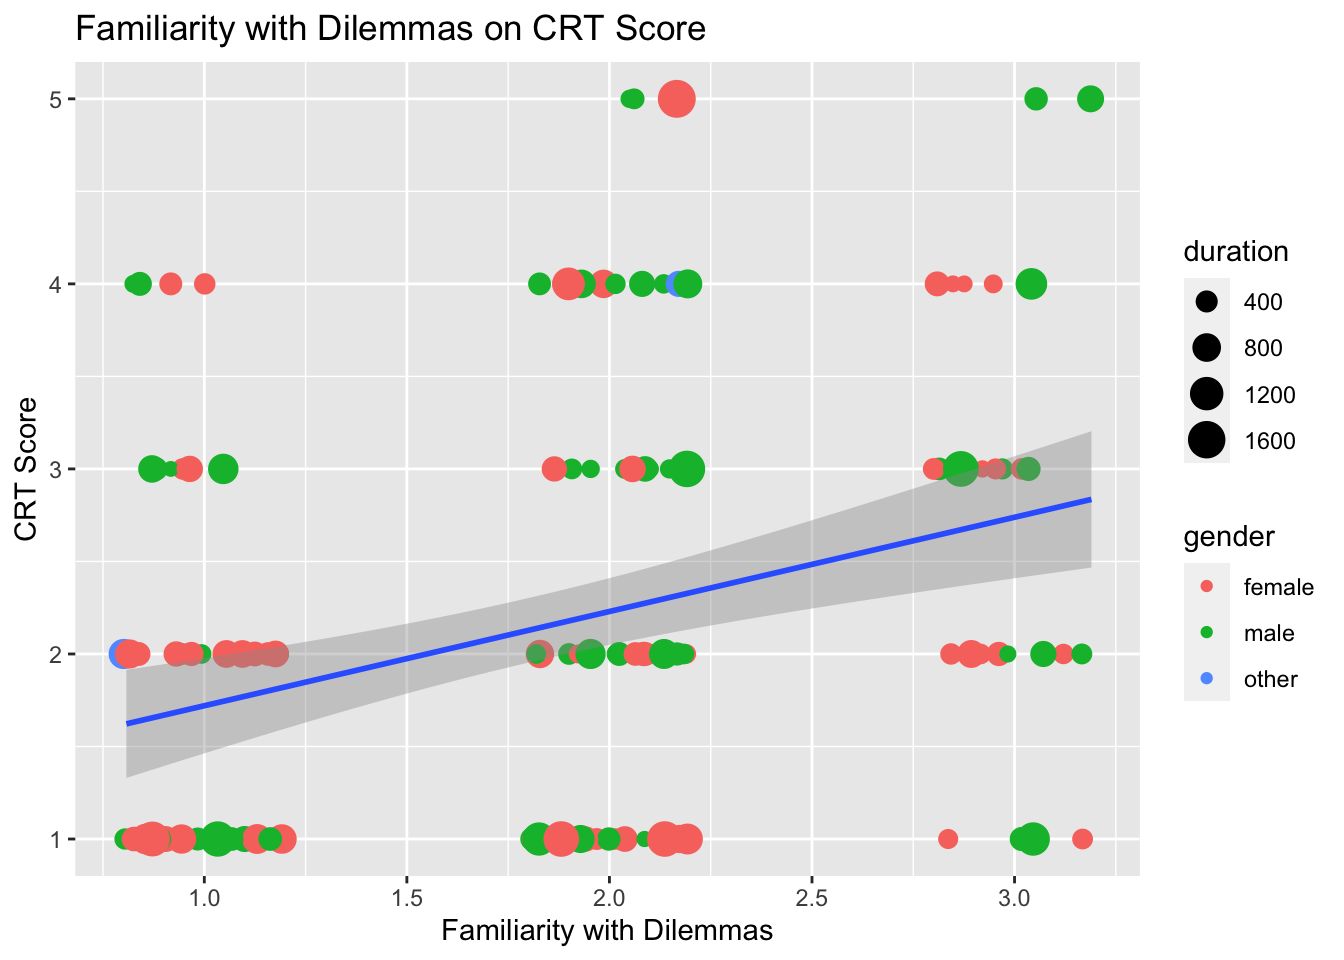 Familiarity with Dilemmas on CRT Score
5
4
3
2
1
CRT Score
1.0 1.5 2.0 2.5 3.0
Familiarity with Dilemmas
duration
400
800
1200
1600
gender
female
male
other